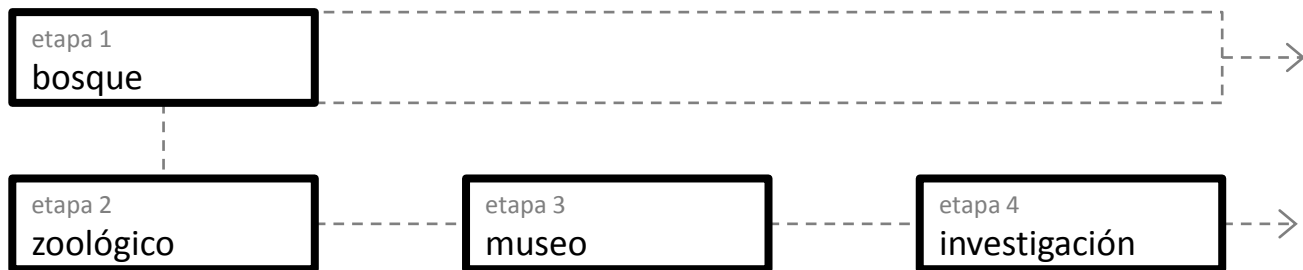 etapa 1
bosque
etapa 2
zoológico
etapa 3
museo
etapa 4
investigación